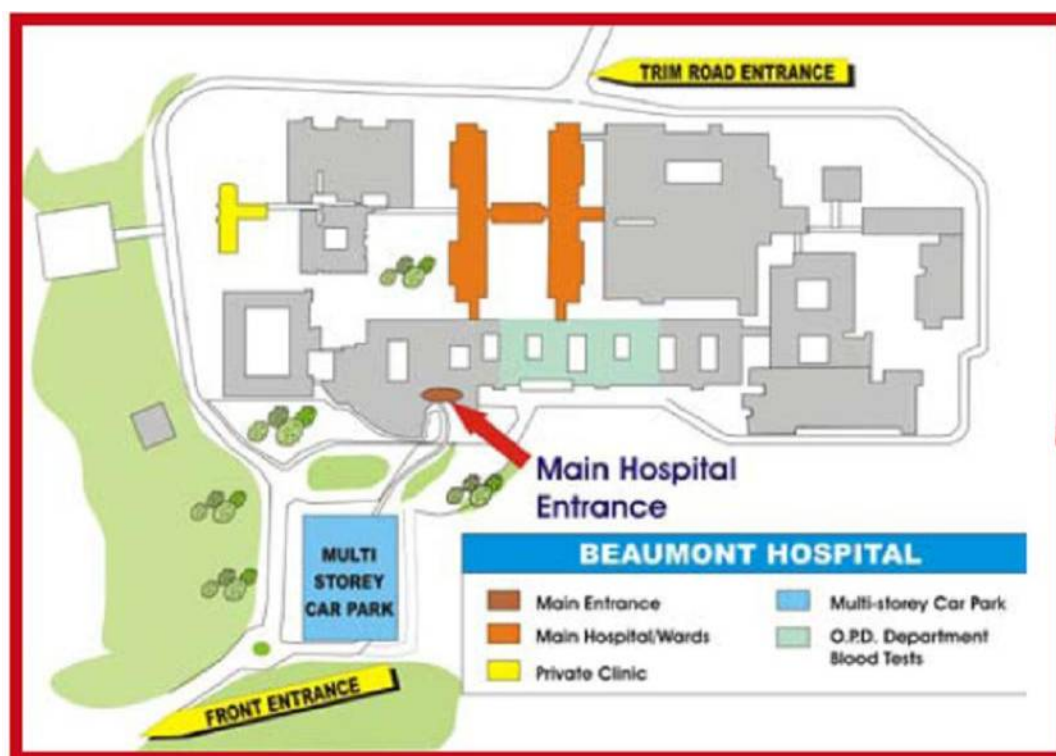 TRIM ROAD ENTRANCE
Main Hospital
Entrance
MULTI
STOREY
CAR PARK
BEAUMONT HOSPITAL
Main Entrance
Main Hospital/Wards
Private Clinic
Multi-storey Car Park
O.P.D. Department
Blood Tests
FRONT ENTRANCE